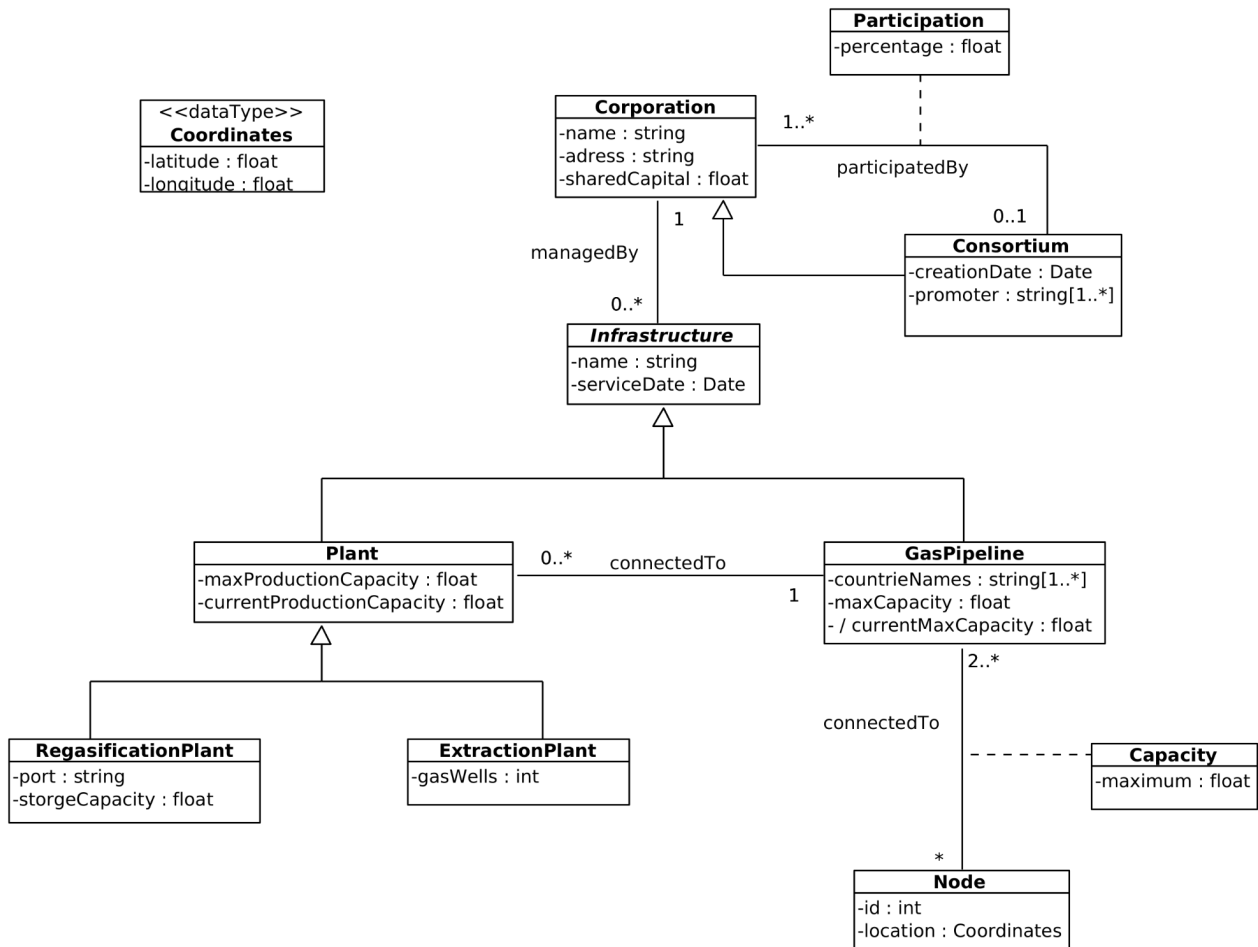 Participation
-percentage : float
<<dataType>>
Coordinates
-latitude : float
-longitude : float
Corporation
-name : string
-adress : string
-sharedCapital : float
1..*
participatedBy
0..1
1
managedBy
0..*
Consortium
-creationDate : Date
-promoter : string[1..*]
Infrastructure
-name : string
-serviceDate : Date
Plant
-maxProductionCapacity : float
-currentProductionCapacity : float
0..*
connectedTo
1
GasPipeline
-countrieNames : string[1..*]
-maxCapacity : float
- / currentMaxCapacity : float
2..*
connectedTo
RegasificationPlant
-port : string
-storgeCapacity : float
ExtractionPlant
-gasWells : int
Capacity
-maximum : float
*
Node
-id : int
-location : Coordinates